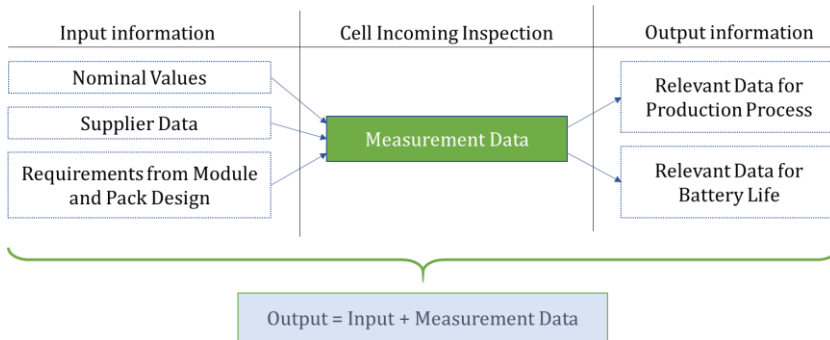 Input information
Cell Incoming Inspection
Output information
Nominal Values
Supplier Data
Requirements from Module
and Pack Design
Measurement Data
Relevant Data for
Production Process
Relevant Data for
Battery Life
Output = Input + Measurement Data